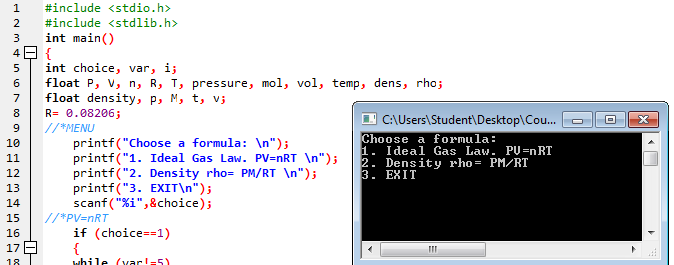 1 #include <stdio.h>
2 #include <stdlib.h>
3 int main()
4 {
5 int choice, var, i;
6 float P, V, n, R, T, pressure, mol, vol, temp, dens, rho;
7 float density, p, M, t, v;
8 R= 0.08206;
9 //*MENU
10 printf("Choose a formula: \n");
11 printf("1. Ideal Gas Law. PV=nRT \n");
12 printf("2. Density rho= PM/RT \n");
13 printf("3. EXIT\n");
14 scanf("%i",&choice);
15 //*PV=nRT
16 if (choice==1)
17 {
18 while (var!=5)
C:\Users\Student\Desktop\Cou...
Choose a formula:
1. Ideal Gas Law. PV=nRT
2. Density rho= PM/RT
3. EXIT